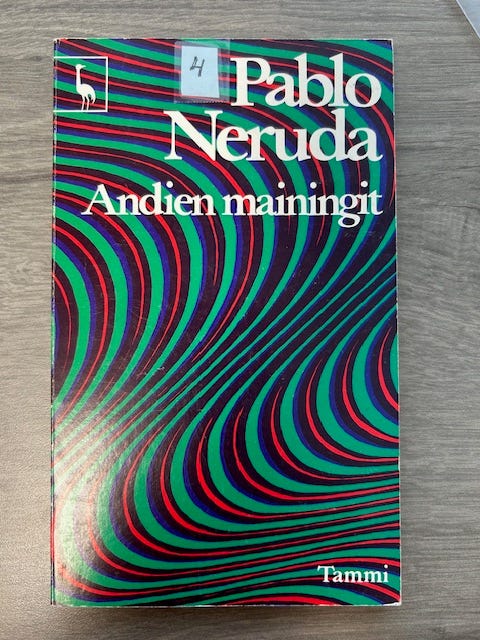 4
Pablo
Neruda
Andien mainingit
Tammi